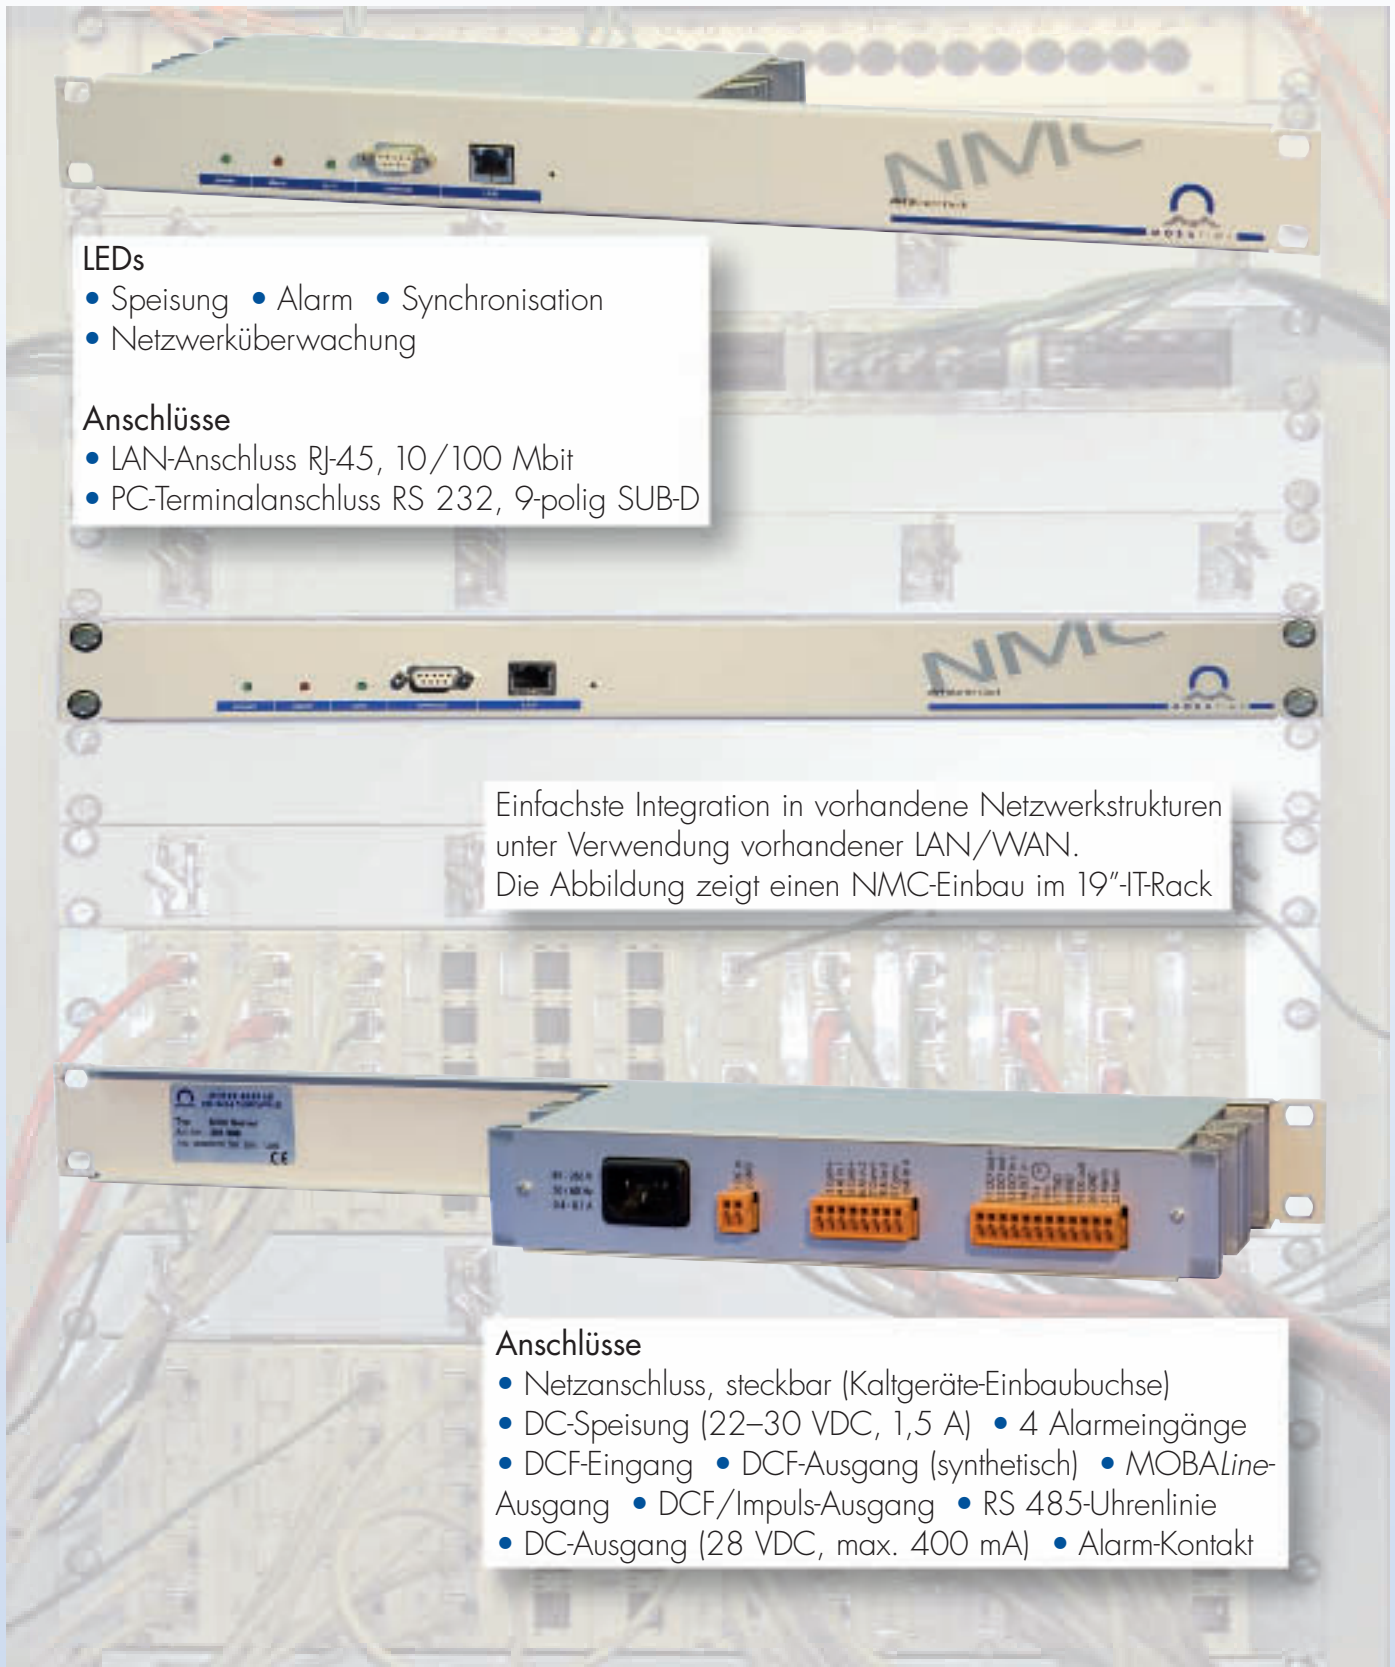 NMC
LEDs
• Speisung • Alarm • Synchronisation
• Netzwerküberwachung
Anschlüsse
• LAN-Anschluss RJ-45, 10/100 Mbit
• PC-Terminalanschluss RS 232, 9-polig SUB-D
NMC
Einfachste Integration in vorhandene Netzwerkstrukturen
unter Verwendung vorhandener LAN/WAN.
Die Abbildung zeigt einen NMC-Einbau im 19”-IT-Rack
CE
Anschlüsse
• Netzanschluss, steckbar (Kaltgeräte-Einbaubuchse)
• DC-Speisung (22–30 VDC, 1,5 A) • 4 Alarmeingänge
• DCF-Eingang • DCF-Ausgang (synthetisch) • MOBALine-
Ausgang • DCF/Impuls-Ausgang • RS 485-Uhrenlinie
• DC-Ausgang (28 VDC, max. 400 mA) • Alarm-Kontakt